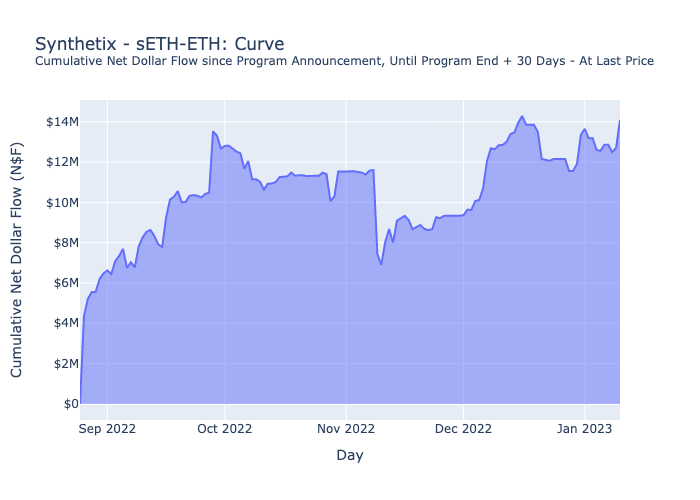 Synthetix - sETH-ETH: Curve
Cumulative Net Dollar Flow since Program Announcement, Until Program End + 30 Days - At Last Price
Cumulative Net Dollar Flow (N$F)
$14M
$12M
$10M
$8M
$6M
$4M
$2M
$0
Sep 2022
Oct 2022
Nov 2022
Dec 2022
Jan 2023
Day